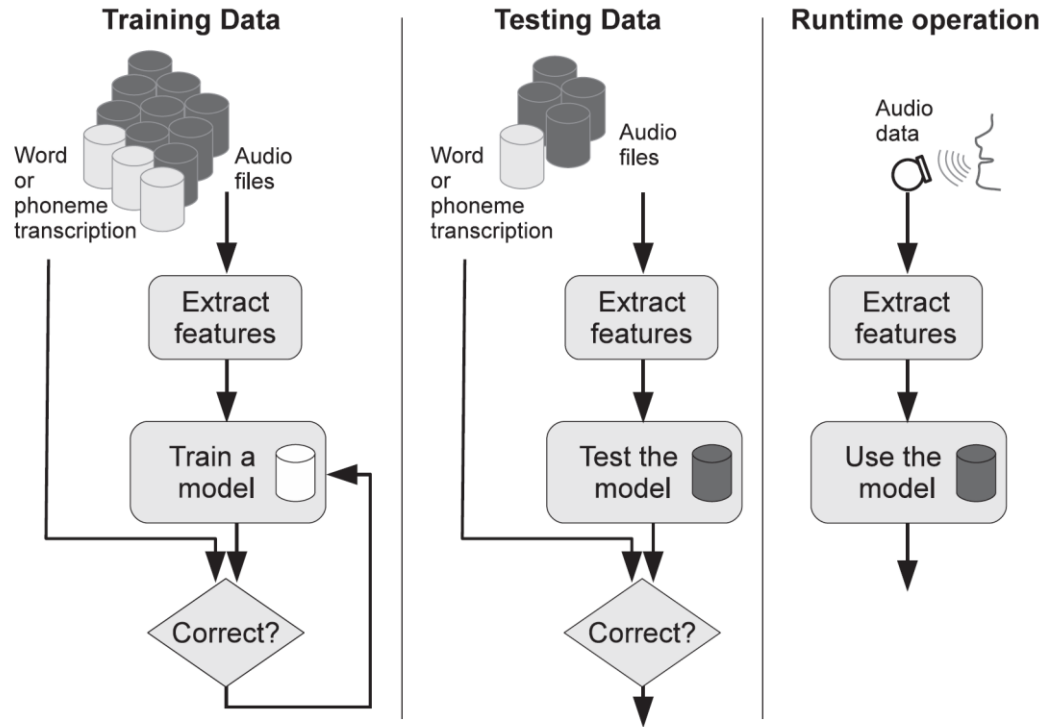 Training Data
Word
or
phoneme
transcription
Audio
files
Extract
features
Train a
model
Correct?
Testing Data
Word
or
phoneme
transcription
Audio
files
Extract
features
Test the
model
Correct?
Runtime operation
Audio
data
Extract
features
Use the
model